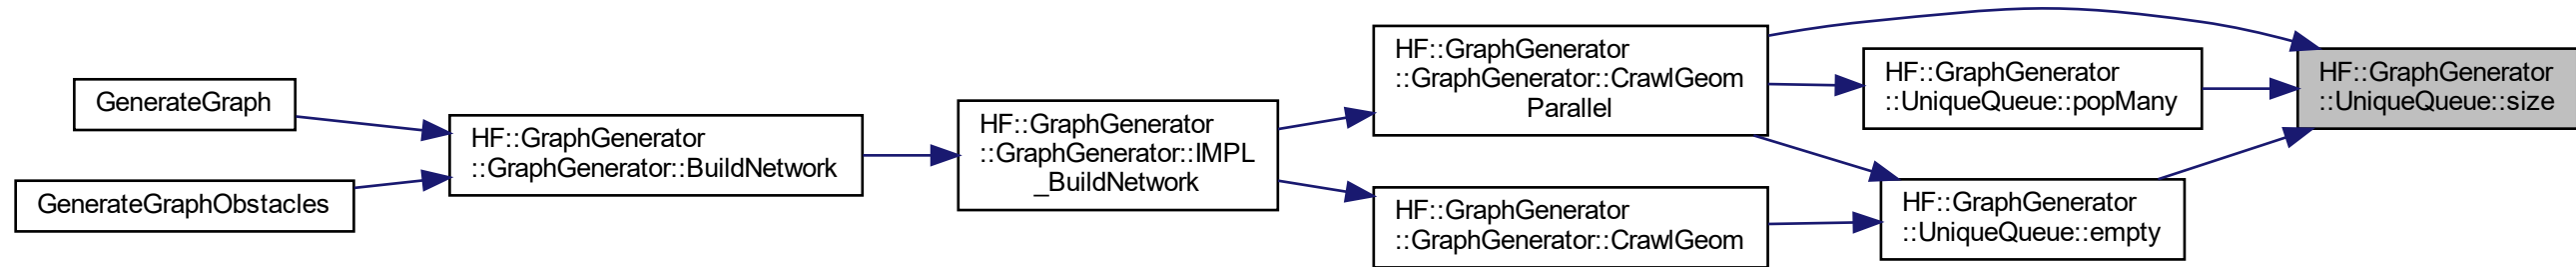 GenerateGraph
GenerateGraphObstacles
HF::GraphGenerator
::GraphGenerator::BuildNetwork
HF::GraphGenerator
::GraphGenerator::IMPL
_BuildNetwork
HF::GraphGenerator
::GraphGenerator::CrawlGeom
Parallel
HF::GraphGenerator
::GraphGenerator::CrawlGeom
HF::GraphGenerator
::UniqueQueue::popMany
HF::GraphGenerator
::UniqueQueue::empty
HF::GraphGenerator
::UniqueQueue::size